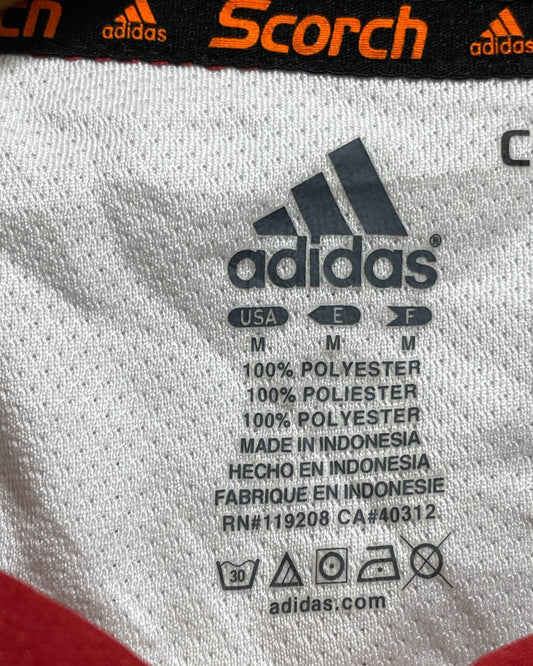 adidas Scorch adidas
adidas®
USA E F
M M M
100% POLYESTER
100% POLIESTER
100% POLYESTER
MADE IN INDONESIA
HECHO EN INDONESIA
FABRIQUE EN INDONESIE
RN#119208 CA#40312
30
adidas.com